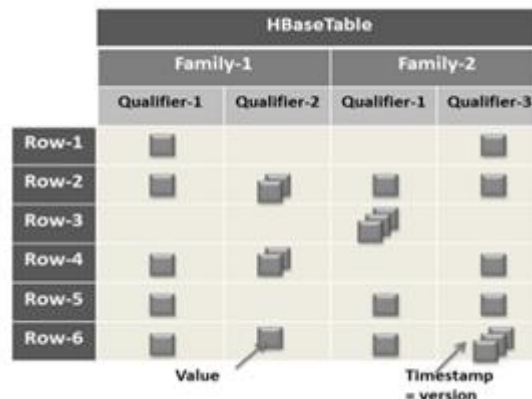 HBaseTable
Family-1 Family-2
Qualifier-1 Qualifier-2 Qualifier-1 Qualifier-3
Row-1
Row-2
Row-3
Row-4
Row-5
Row-6
Value
Timestamp
= version